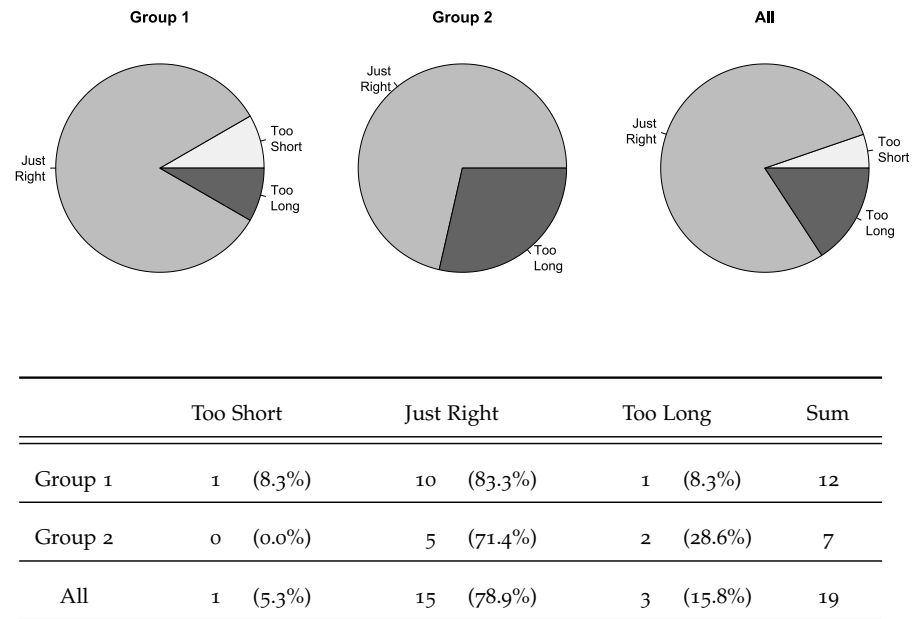 Group 1
Group 2
All
Just
Right
Too
Short
Too
Long
Just
Right
Too
Long
Just
Right
Too
Short
Too
Long
Too Short Just Right Too Long Sum
Group 1 1 (8.3%) 10 (83.3%) 1 (8.3%) 12
Group 2 0 (0.0%) 5 (71.4%) 2 (28.6%) 7
All 1 (5.3%) 15 (78.9%) 3 (15.8%) 19